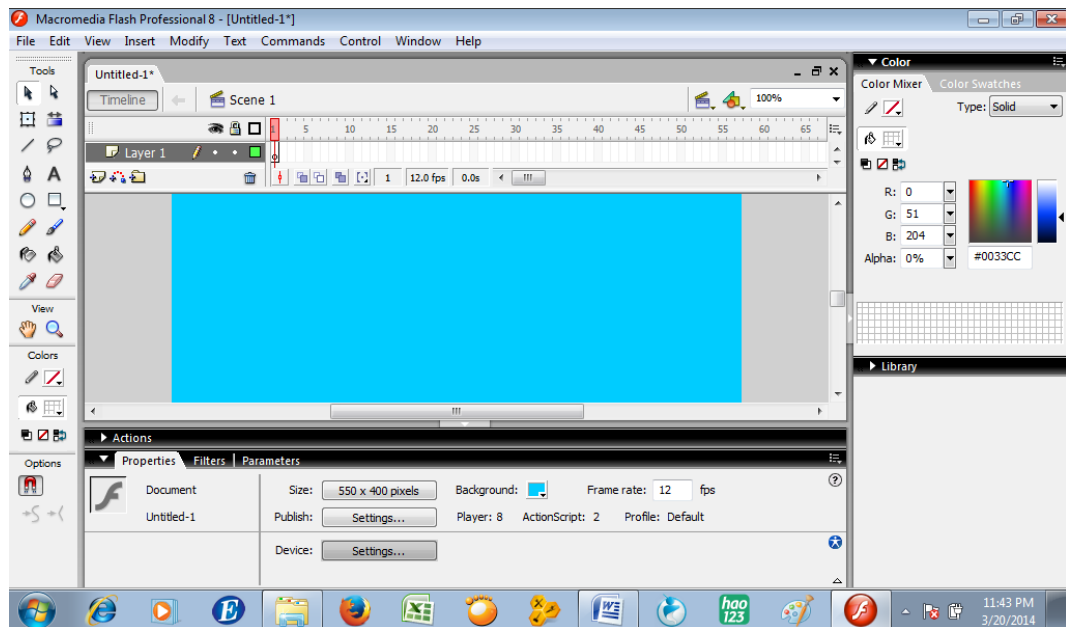 Macromedia Flash Professional 8 - [Untitled-1*]
File Edit View Insert Modify Text Commands Control Window Help
Tools
View
Colors
Options
Untitled-1*
Timeline Scene 1 100%
1 5 10 15 20 25 30 35 40 45 50 55 60 65
Layer 1
1 12.0 fps 0.0s
Actions
Properties Filters Parameters
Document Size: 550 x 400 pixels Background: Frame rate: 12 fps
Untitled-1 Publish: Settings... Player: 8 ActionScript: 2 Profile: Default
Device: Settings...
Color
Color Mixer Color Swatches
Type: Solid
R: 0
G: 51
B: 204
Alpha: 0% #0033CC
Library
hao
123
11:43 PM
3/20/2014